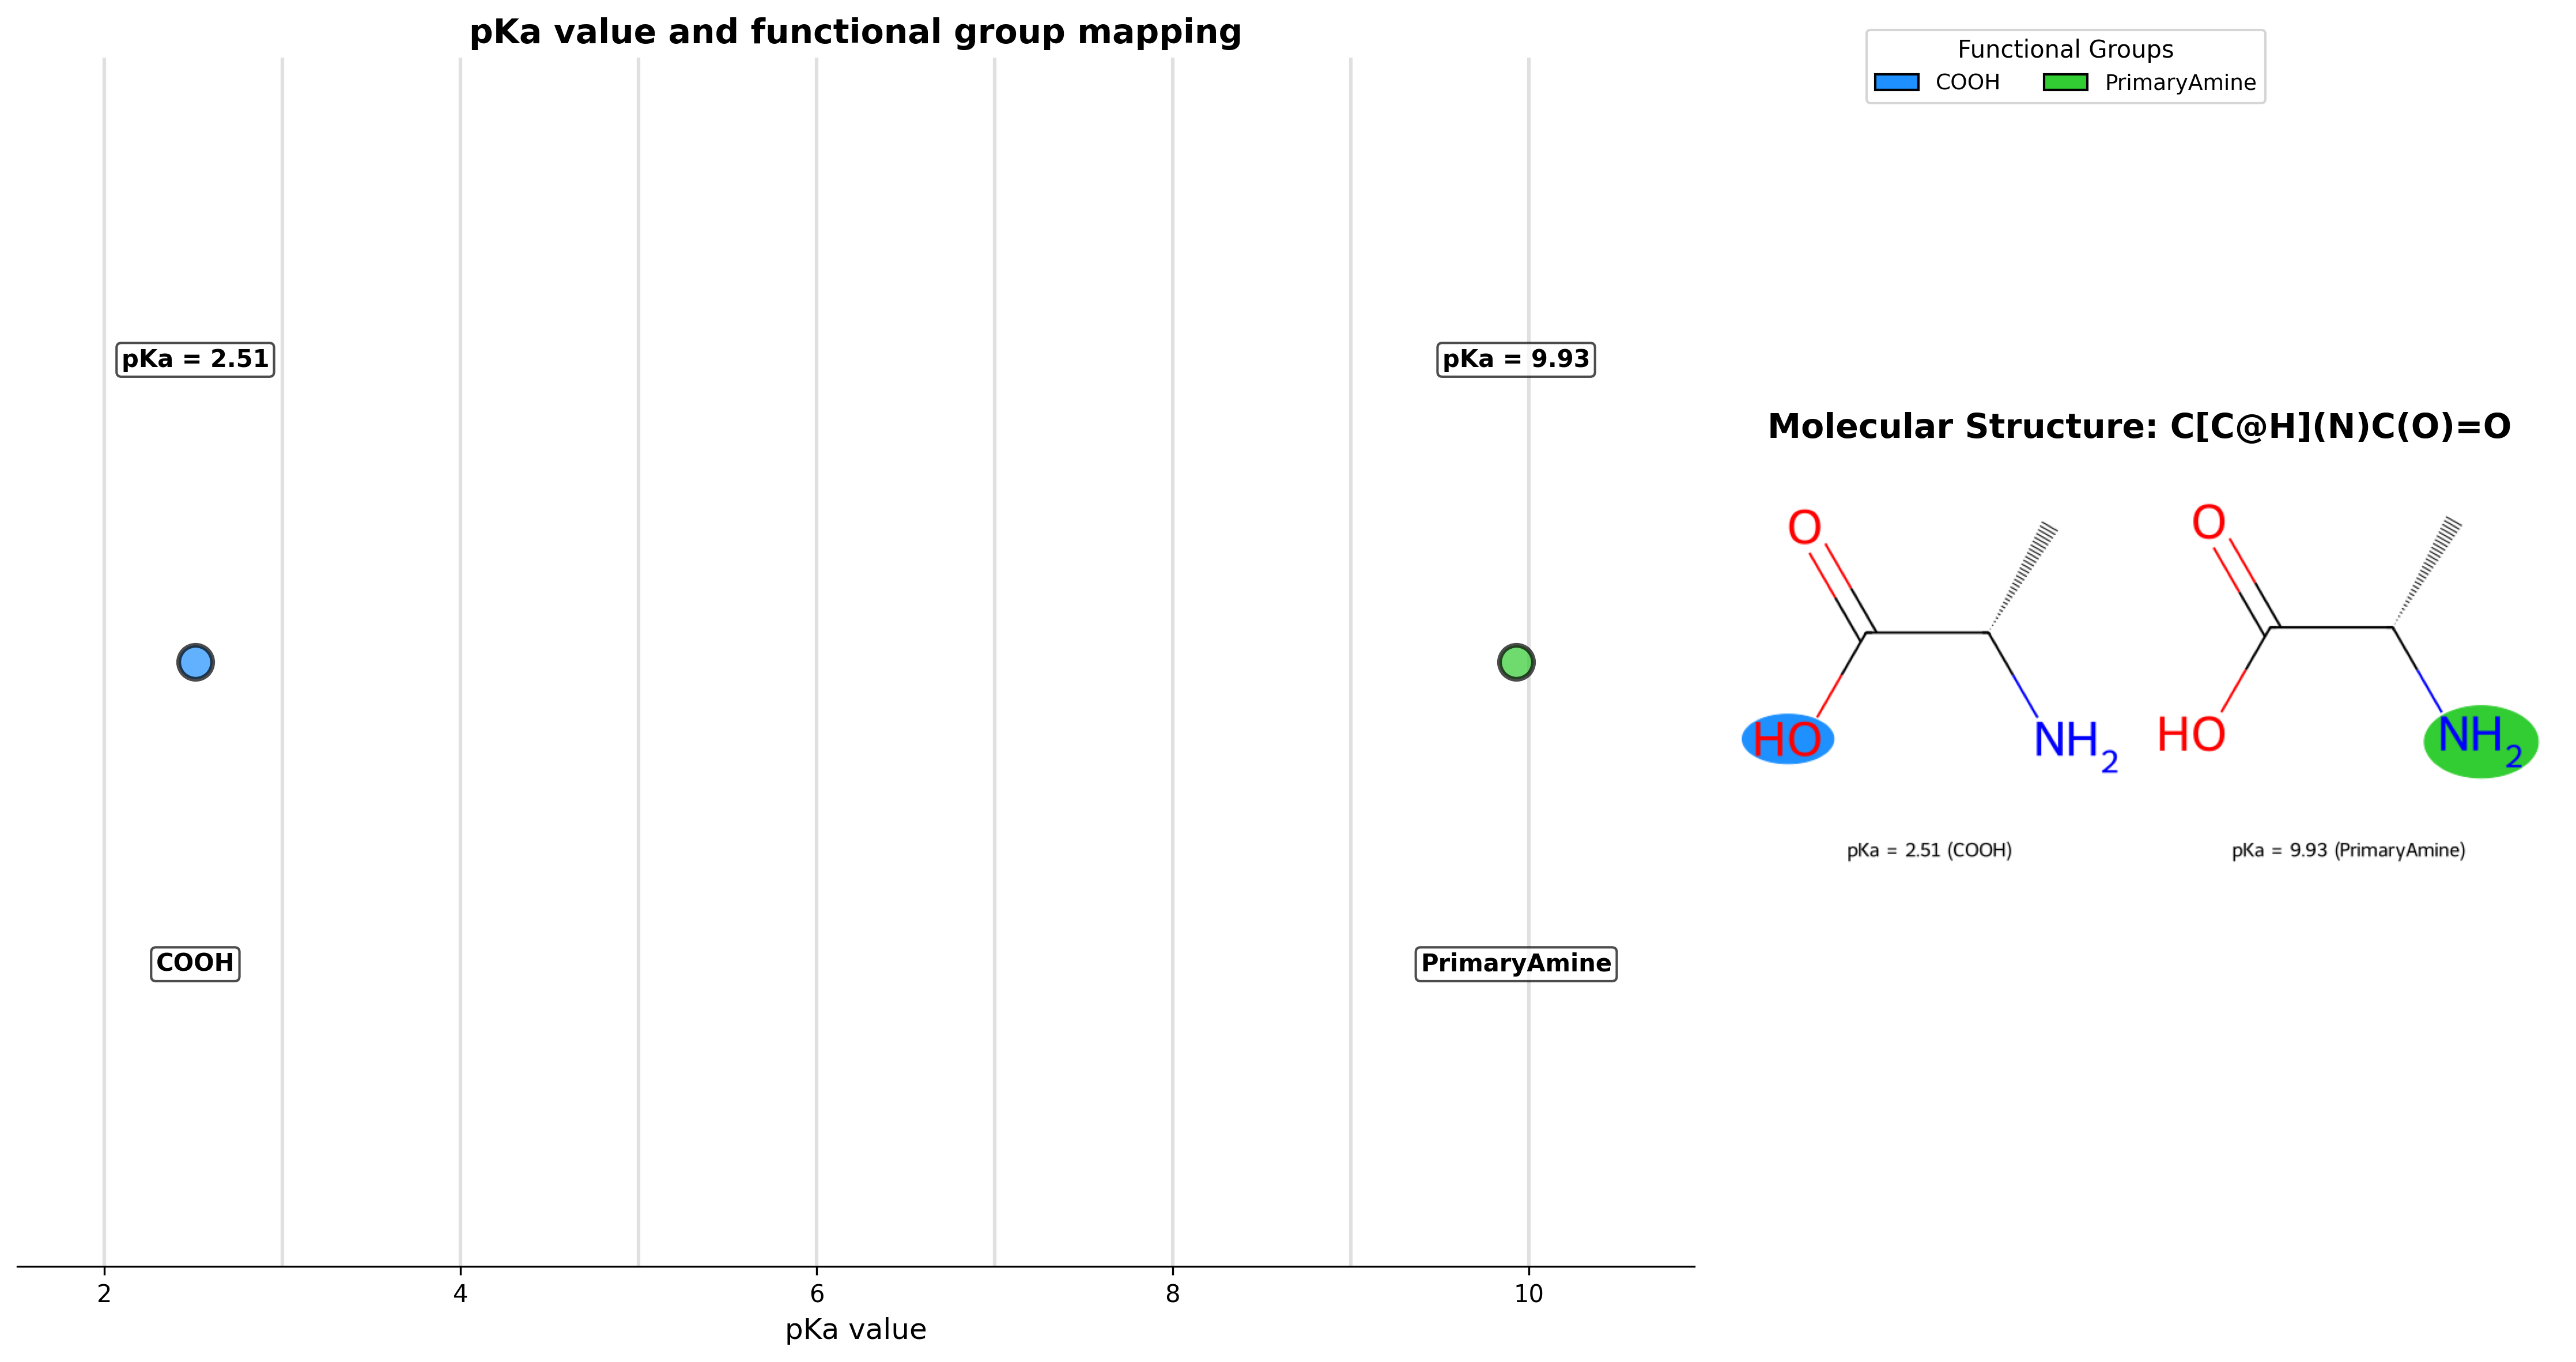 pKa value and functional group mapping
pKa = 2.51
pKa = 9.93
COOH
PrimaryAmine
2
4
6
8
10
pKa value
Functional Groups
COOH
PrimaryAmine
Molecular Structure: C[C@H](N)C(O)=O
O
HO
NH2
O
HO
NH2
pKa = 2.51 (COOH)
pKa = 9.93 (PrimaryAmine)